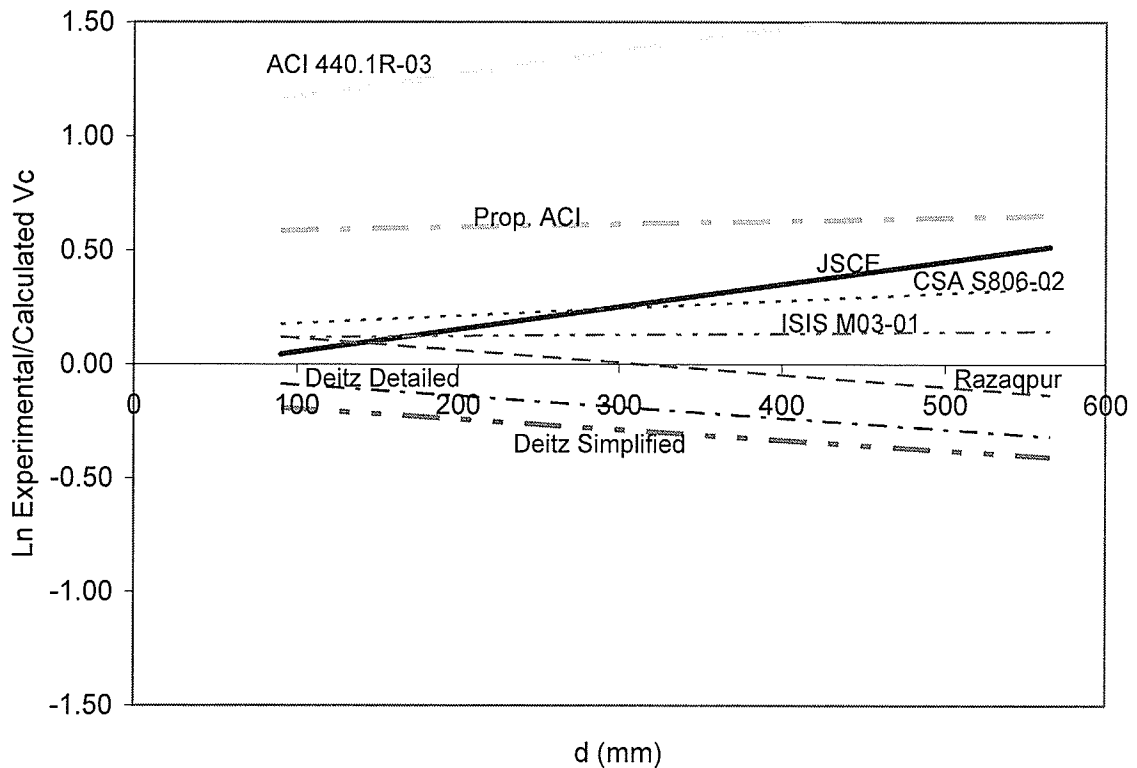 1.50
ACI 440.1R-03
1.00
Prop. ACI
0.50
JSCE
CSA S806-02
ISIS M03-01
0.00
Deitz Detailed
Razaqpur
0
100
200
300
400
500
600
Deitz Simplified
-0.50
-1.00
-1.50
Ln Experimental/Calculated Vc
d (mm)